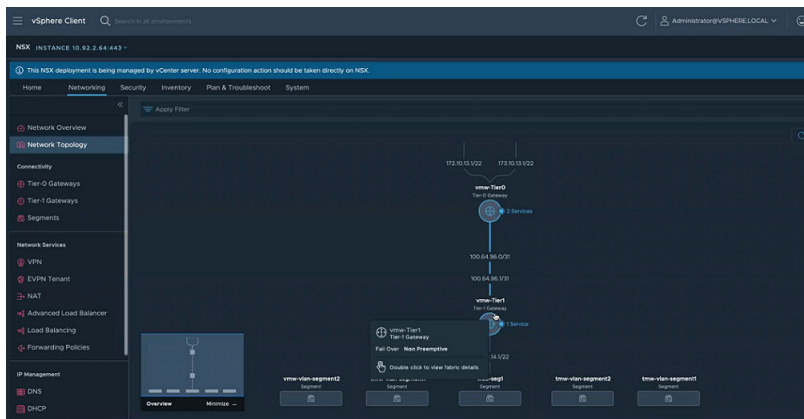 vSphere Client
Search in all environments
Administrator@VSPHERE.LOCAL
NSX INSTANCE 10.92.2.64:443
This NSX deployment is being managed by vCenter server. No configuration action should be taken directly on NSX.
Home Networking Security Inventory Plan & Troubleshoot System
Apply Filter
Network Overview
Network Topology
Connectivity
Tier-0 Gateways
Tier-1 Gateways
Segments
Network Services
VPN
EVPN Tenant
NAT
Advanced Load Balancer
Load Balancing
Forwarding Policies
IP Management
DNS
DHCP
172.10.13.1/22 173.10.13.1/22
vmw-Tier0
Tier-0 Gateway
2 Services
100.64.96.0/31
100.64.96.1/31
vmw-Tier1
Tier-1 Gateway
1 Service
vmw-Tier1
Tier-1 Gateway
Fail Over Non Preemptive
Double click to view fabric details
.14.1/22
vmw-vlan-segment2
Segment
Segment
-seg1
Segment
tmw-vlan-segment2
Segment
tmw-vlan-segment1
Segment
Overview Minimize